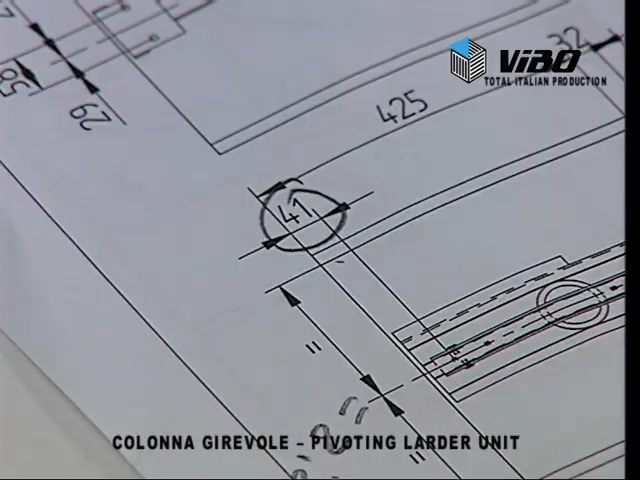 32
ViBO
TOTAL ITALIAN PRODUCTION
425
58
29
41
=
=
COLONNA GIREVOLE – PIVOTING LARDER UNIT